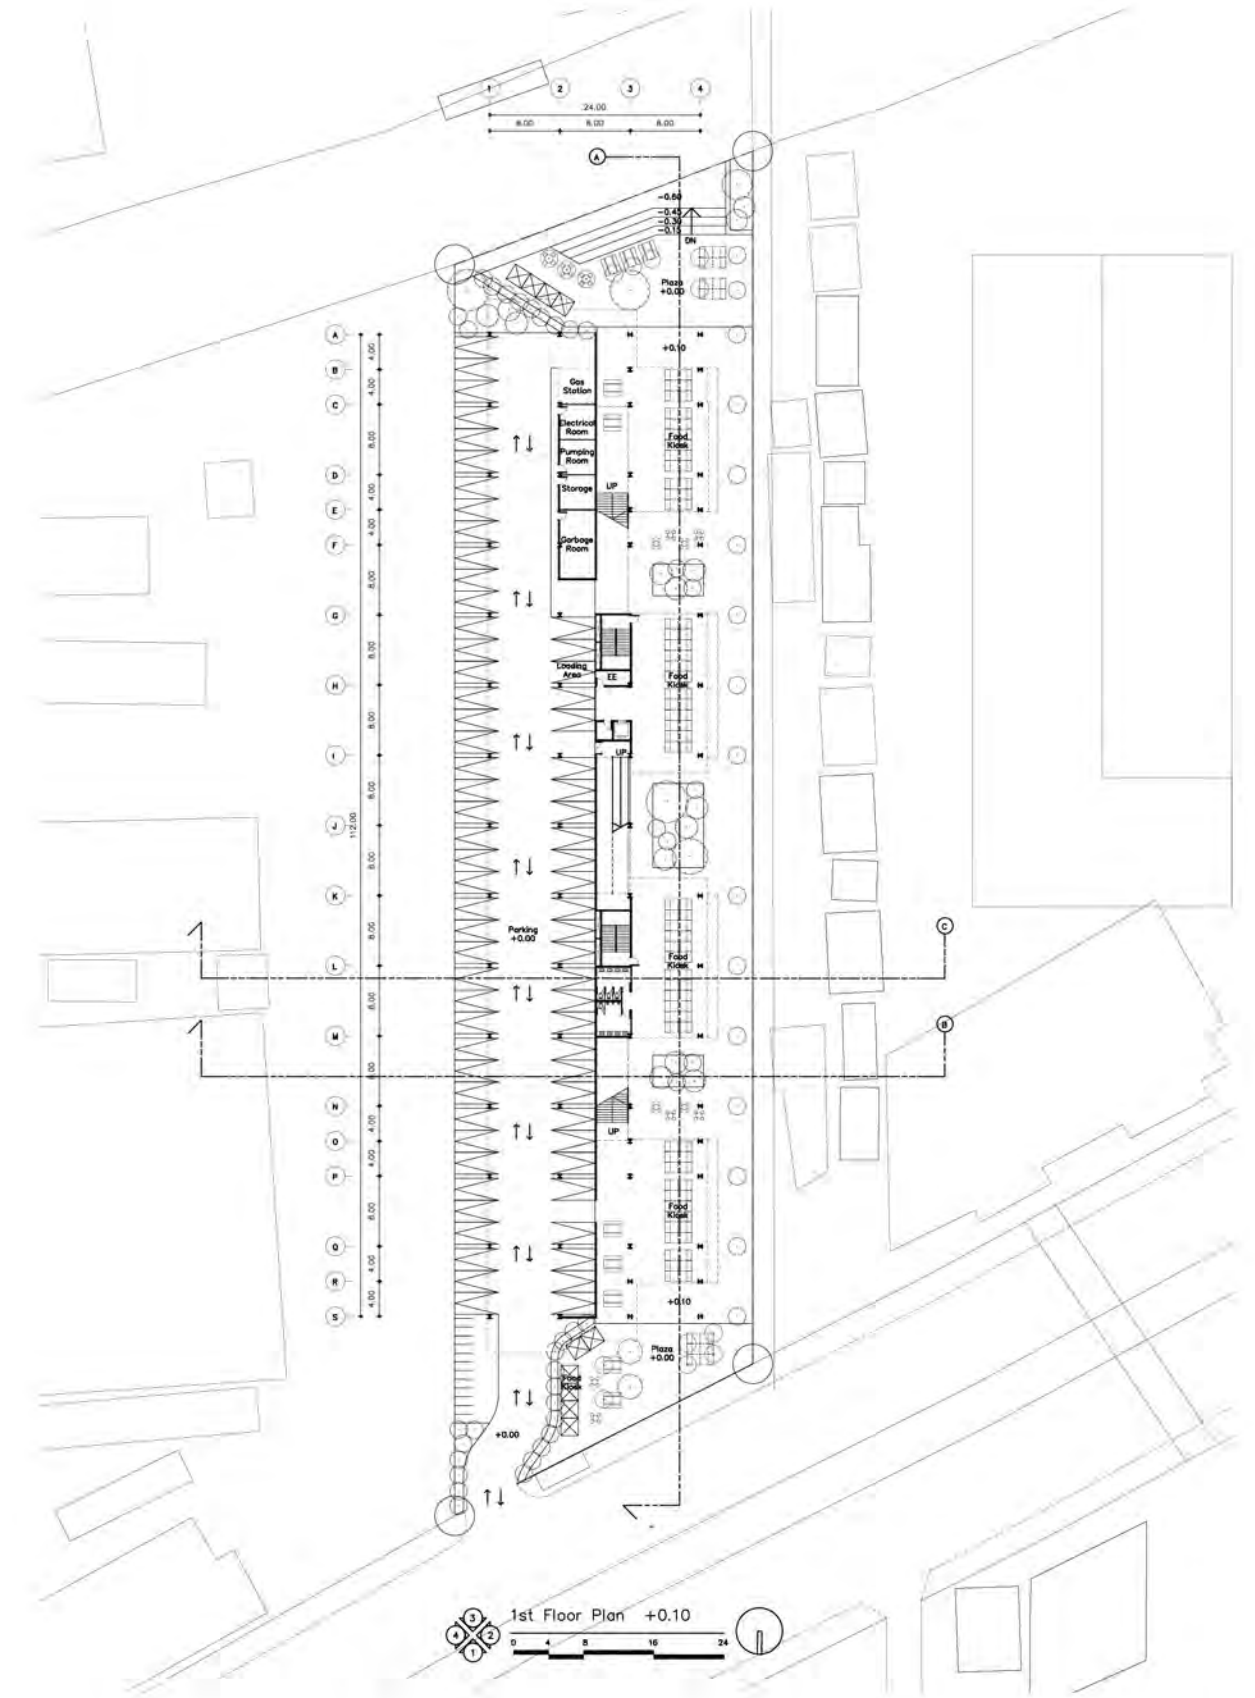 1 2 3 4
24.00
8.00 8.00 8.00
A
-0.60
-0.45
-0.30
-0.15
DN
Plaza
+0.00
A
4.00
+0.10
B
4.00
Gas
Station
C
8.00
Electrical
Room
Food
Kiosk
Pumping
Room
D
4.00
Storage
UP
E
4.00
F
Garbage
Room
8.00
G
8.00
Loading
Area
EE
Food
Kiosk
H
8.00
UP
I
8.00
J
112.00
8.00
K
8.00
Parking
+0.00
C
Food
Kiosk
L
8.00
B
M
8.00
N
4.00
UP
O
4.00
P
8.00
Food
Kiosk
Q
4.00
R
4.00
+0.10
S
Plaza
+0.00
Food
Kiosk
+0.00
3
4 2
1
1st Floor Plan +0.10
0 4 8 16 24